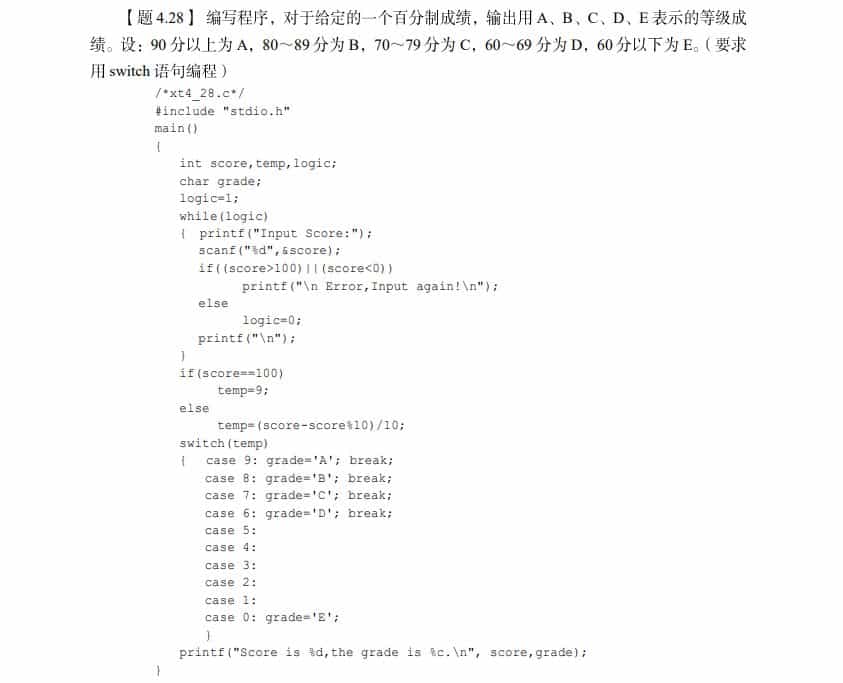 【题 4.28】 编写程序，对于给定的一个百分制成绩，输出用 A、B、C、D、E 表示的等级成
绩。设：90 分以上为 A，80～89 分为 B，70～79 分为 C，60～69 分为 D，60 分以下为 E。（要求
用 switch 语句编程）
/*xt4_28.c*/
#include "stdio.h"
main()
{
int score,temp,logic;
char grade;
logic=1;
while(logic)
{ printf("Input Score:");
scanf("%d",&score);
if((score>100)||(score<0))
printf("\n Error,Input again!\n");
else
logic=0;
printf("\n");
}
if(score==100)
temp=9;
else
temp=(score-score%10)/10;
switch(temp)
{ case 9: grade='A'; break;
case 8: grade='B'; break;
case 7: grade='C'; break;
case 6: grade='D'; break;
case 5:
case 4:
case 3:
case 2:
case 1:
case 0: grade='E';
}
printf("Score is %d,the grade is %c.\n", score,grade);
}